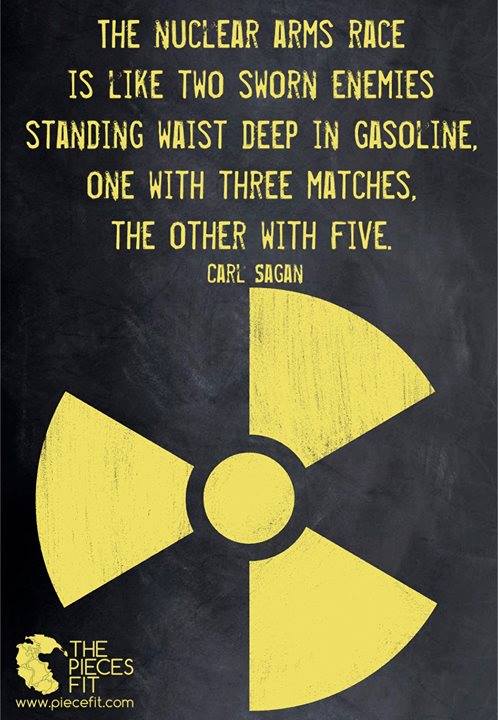 THE NUCLEAR ARMS RACE
IS LIKE TWO SWORN ENEMIES
STANDING WAIST DEEP IN GASOLINE,
ONE WITH THREE MATCHES,
THE OTHER WITH FIVE.
CARL SAGAN
THE
PIECES
FIT
www.piecefit.com